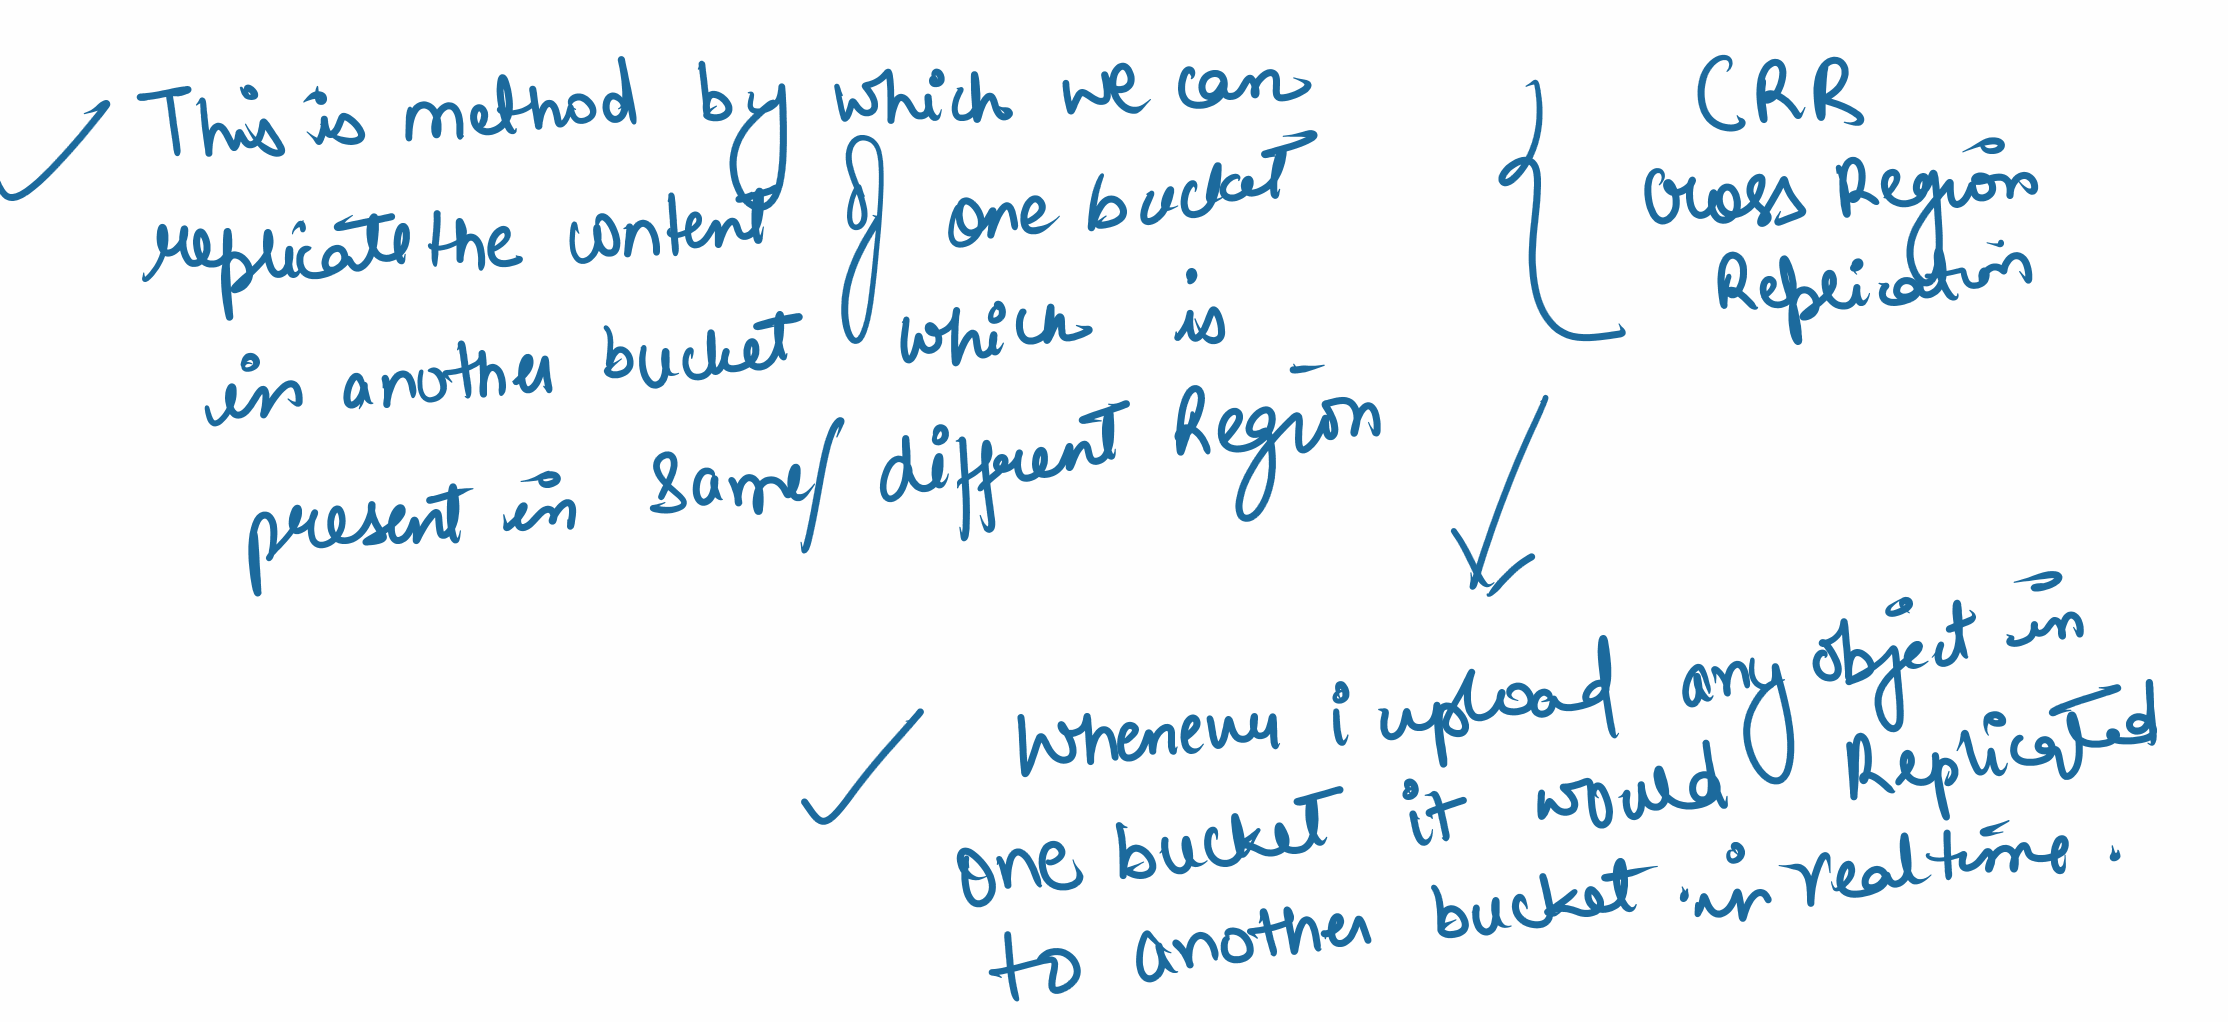 This is method by which we can
replicate the content of one bucket
in another bucket which is
present in same/different Region
CRR
Cross Region
Replication
Whenever i upload any object in
one bucket it would Replicated
to another bucket in real time.